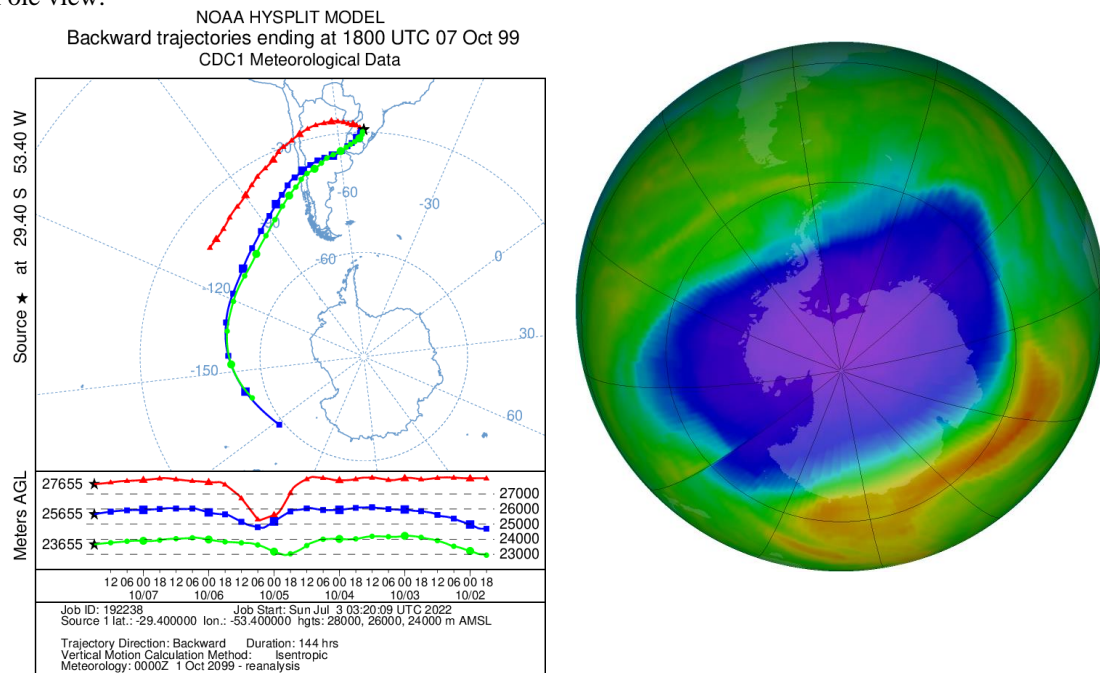 ole view.
NOAA HYSPLIT MODEL
Backward trajectories ending at 1800 UTC 07 Oct 99
CDC1 Meteorological Data
Source ★ at 29.40 S 53.40 W
-60
-30
-60
0
-120
30
-150
60
Meters AGL
27655
25655
23655
27000
26000
25000
24000
23000
12 06 00 18 12 06 00 18 12 06 00 18 12 06 00 18 12 06 00 18 12 06 00 18
10/07 10/06 10/05 10/04 10/03 10/02
Job ID: 192238 Job Start: Sun Jul 3 03:20:09 UTC 2022
Source 1 lat.: -29.400000 lon.: -53.400000 hgts: 28000, 26000, 24000 m AMSL
Trajectory Direction: Backward Duration: 144 hrs
Vertical Motion Calculation Method: Isentropic
Meteorology: 0000Z 1 Oct 2099 - reanalysis